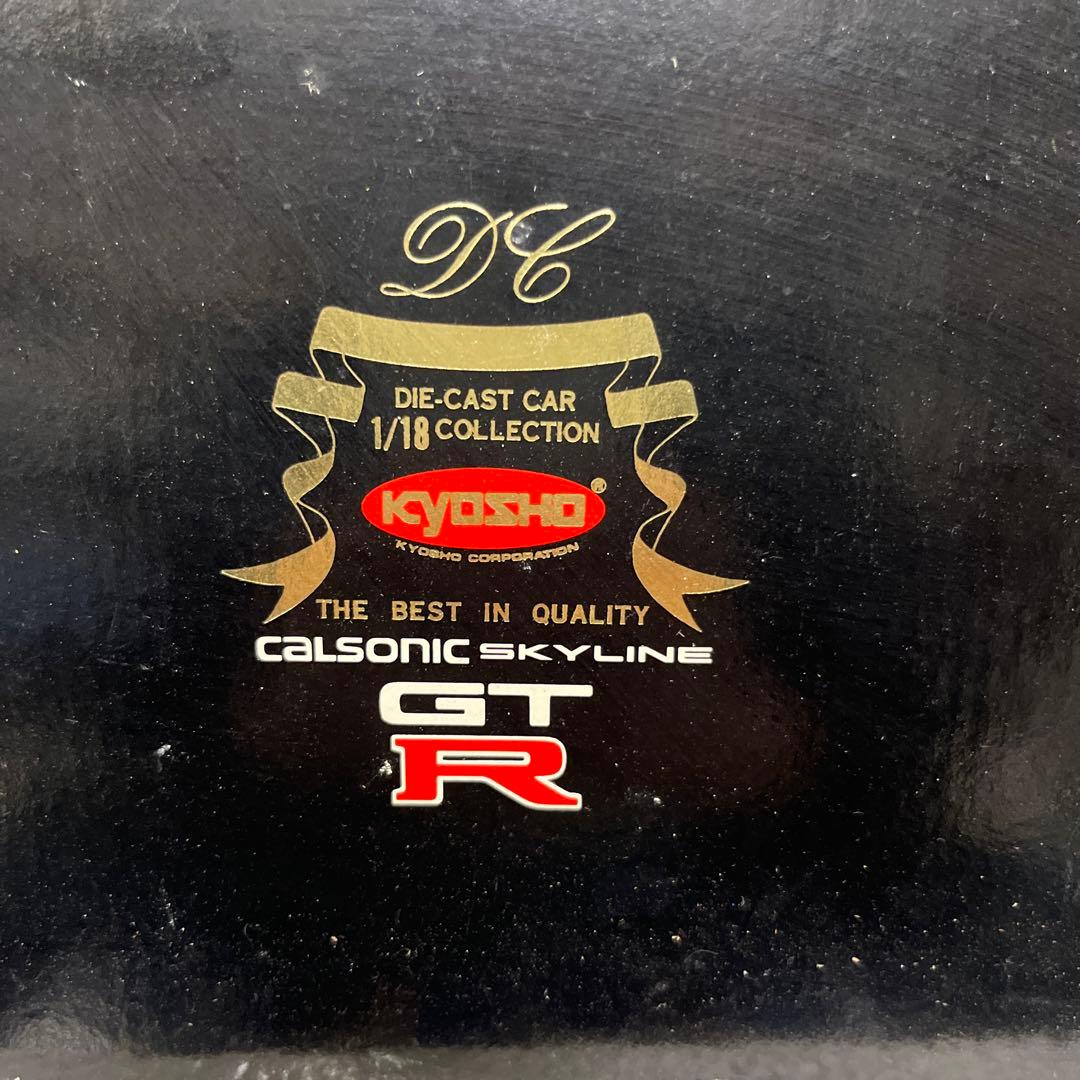 DC
DIE-CAST CAR
1/18 COLLECTION
KYOSHO®
KYOSHO CORPORATION
THE BEST IN QUALITY
CALSONIC SKYLINE
GT
R